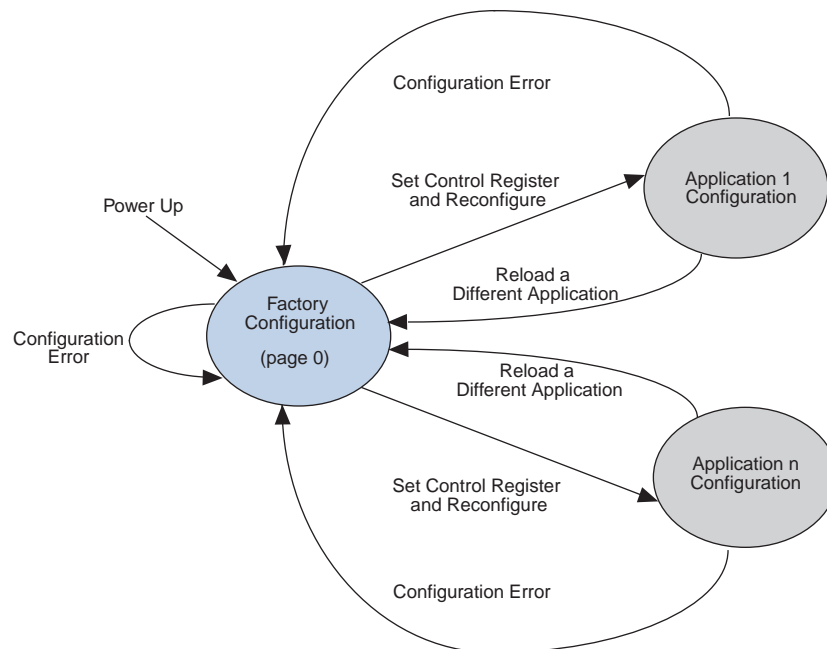 Configuration Error
Set Control Register
and Reconfigure
Application 1
Configuration
Power Up
Reload a
Different Application
Factory
Configuration
(page 0)
Configuration
Error
Reload a
Different Application
Application n
Configuration
Set Control Register
and Reconfigure
Configuration Error